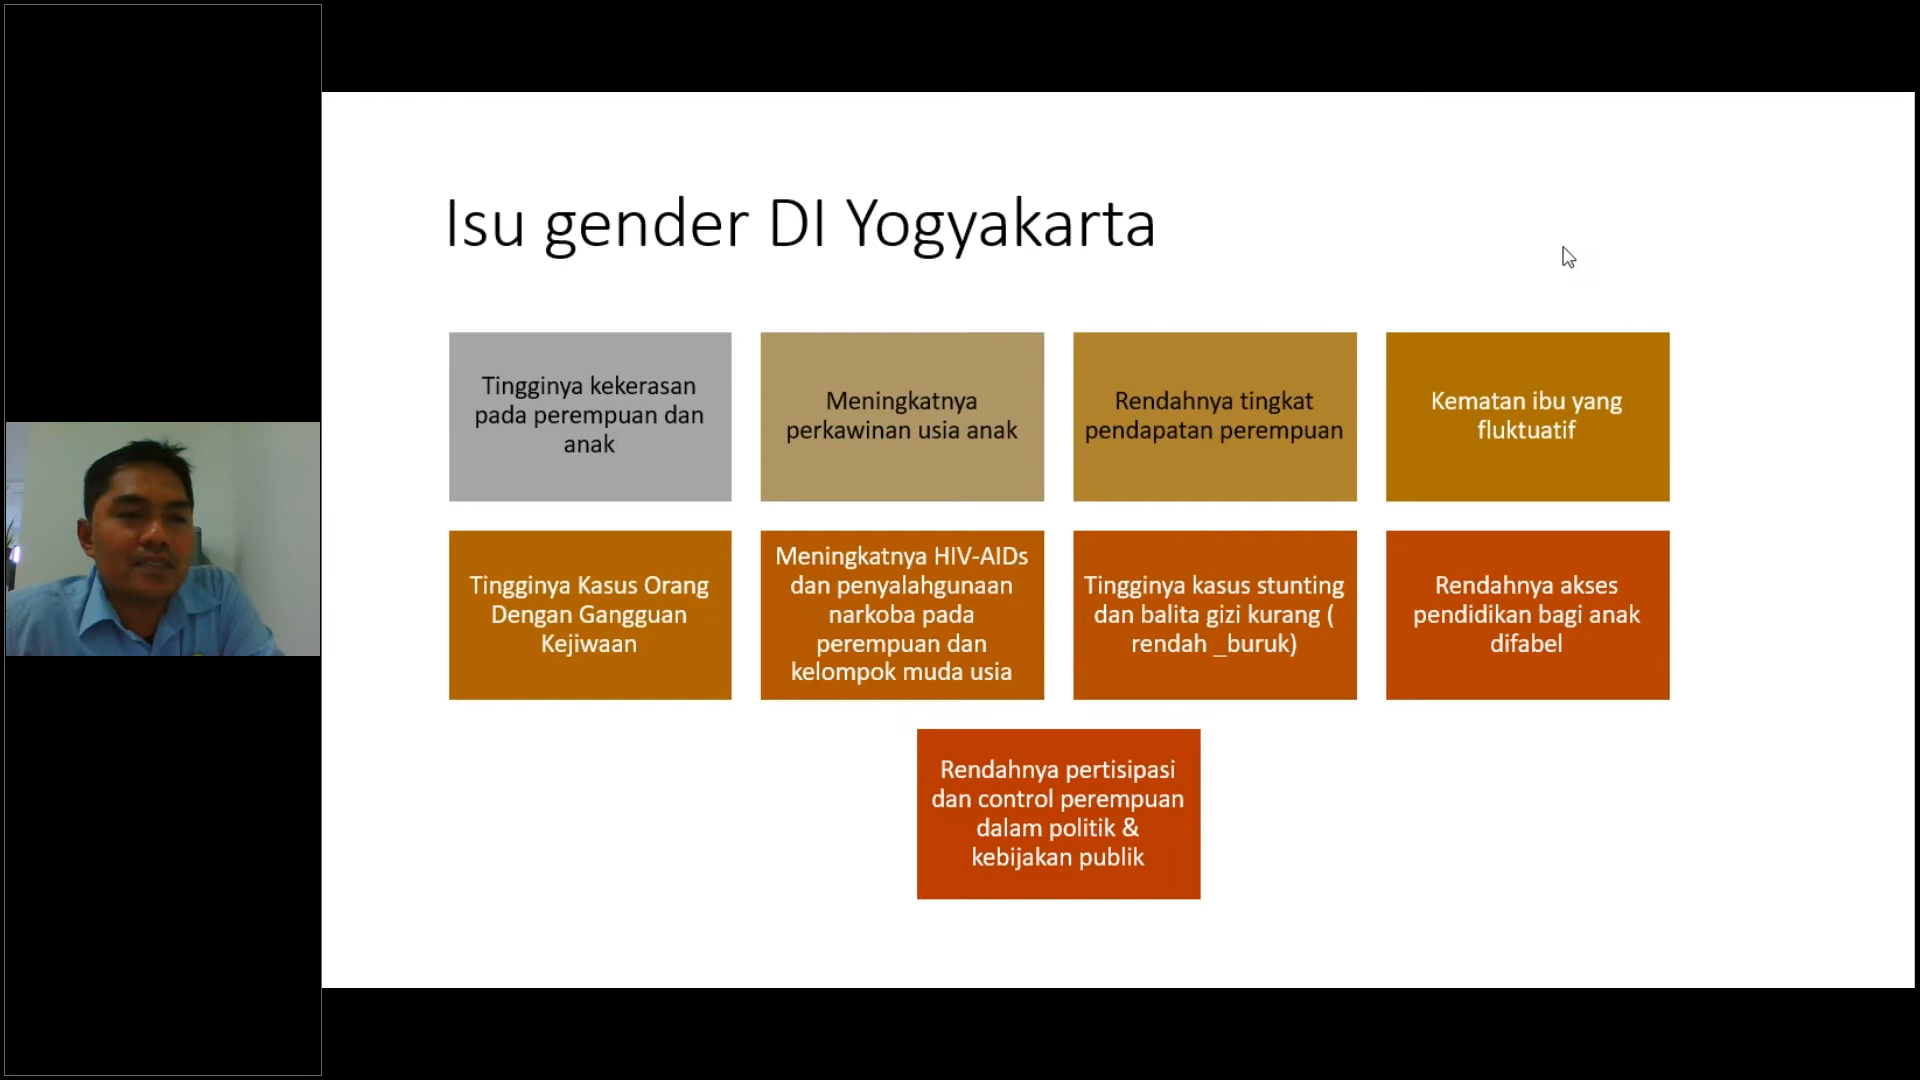 Isu gender DI Yogyakarta
Tingginya kekerasan
pada perempuan dan
anak
Meningkatnya
perkawinan usia anak
Rendahnya tingkat
pendapatan perempuan
Kematan ibu yang
fluktuatif
Tingginya Kasus Orang
Dengan Gangguan
Kejiwaan
Meningkatnya HIV-AIDs
dan penyalahgunaan
narkoba pada
perempuan dan
kelompok muda usia
Tingginya kasus stunting
dan balita gizi kurang (
rendah _buruk)
Rendahnya akses
pendidikan bagi anak
difabel
Rendahnya pertisipasi
dan control perempuan
dalam politik &
kebijakan publik